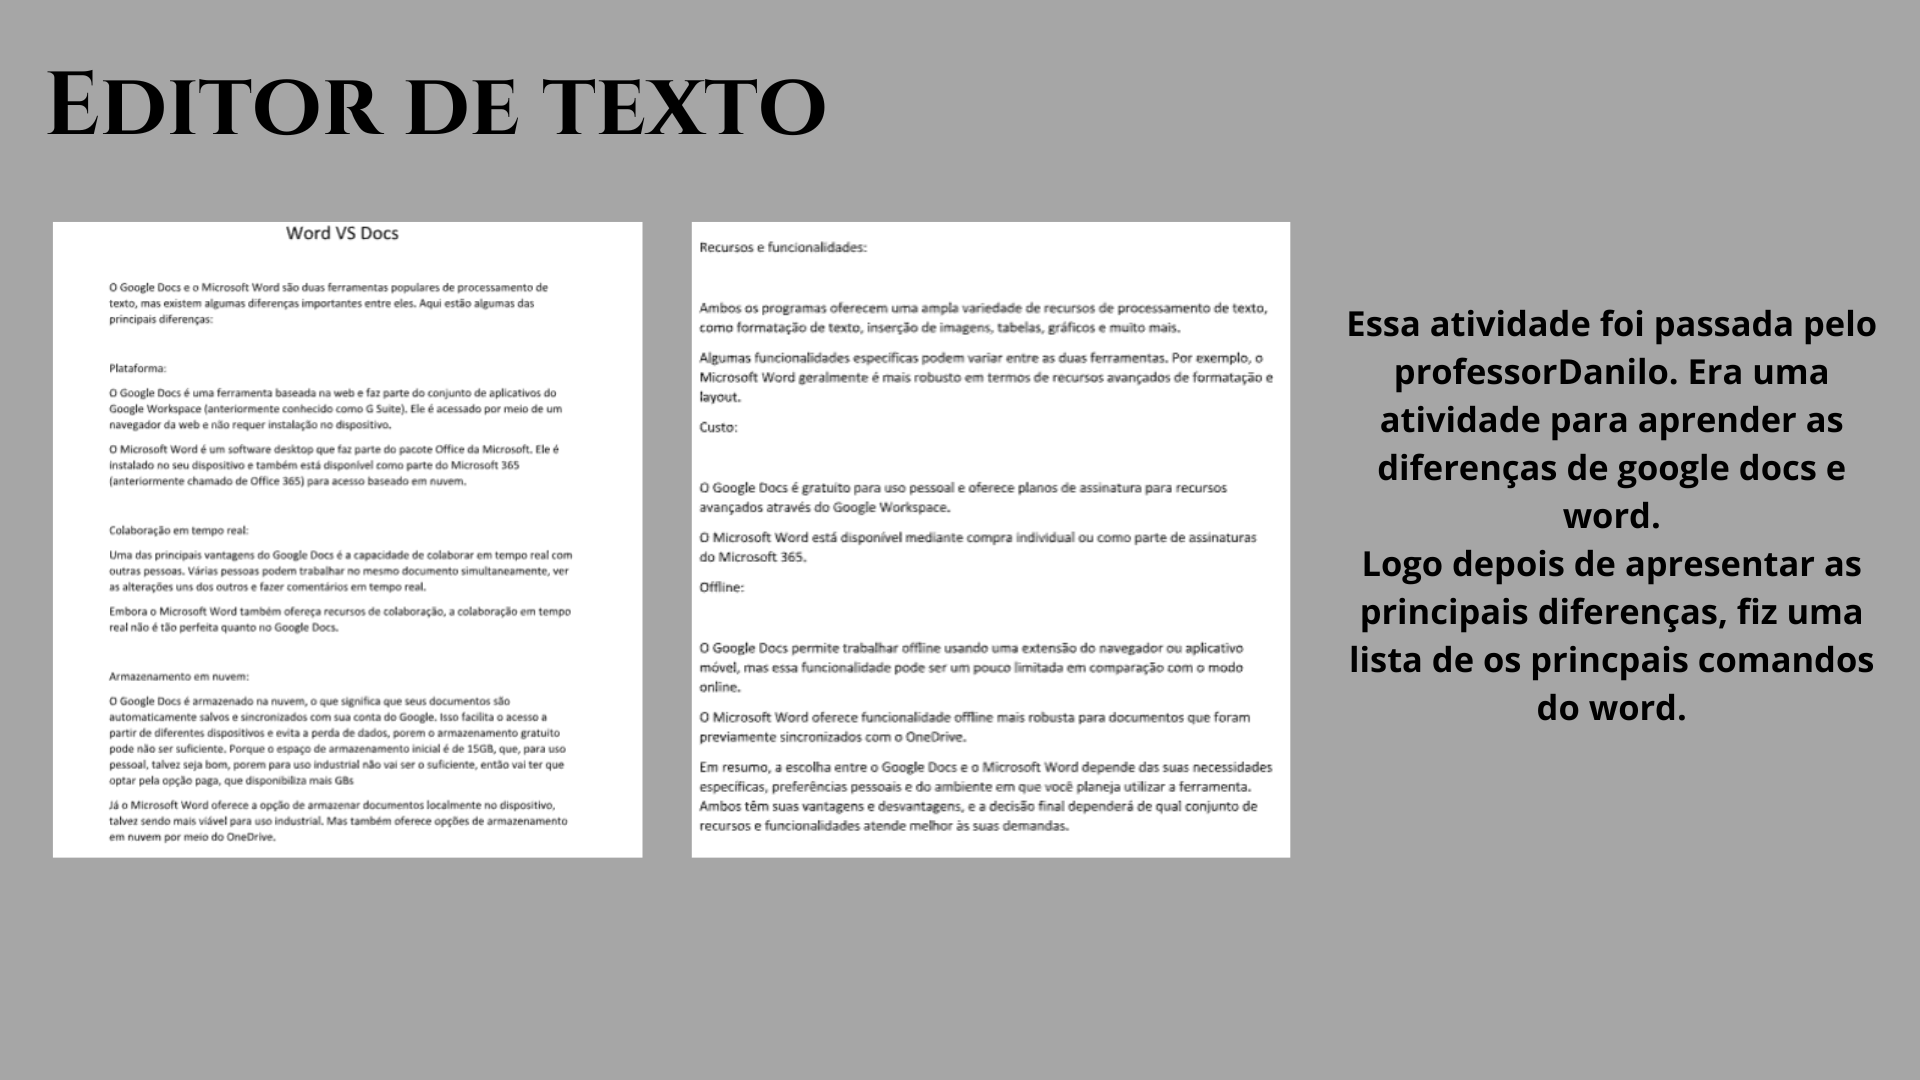 Editor de texto
Word VS Docs
O Google Docs e o Microsoft Word são duas ferramentas populares de processamento de
texto, mas existem algumas diferenças importantes entre eles. Aqui estão algumas das
principais diferenças:
Plataforma:
O Google Docs é uma ferramenta baseada na web e faz parte do conjunto de aplicativos do
Google Workspace (anteriormente conhecido como G Suite). Ele é acessado por meio de um
navegador da web e não requer instalação no dispositivo.
O Microsoft Word é um software desktop que faz parte do pacote Office da Microsoft. Ele é
instalado no seu dispositivo e também está disponível como parte do Microsoft 365
(anteriormente chamado de Office 365) para acesso baseado em nuvem.
Colaboração em tempo real:
Uma das principais vantagens do Google Docs é a capacidade de colaborar em tempo real com
outras pessoas. Várias pessoas podem trabalhar no mesmo documento simultaneamente, ver
as alterações uns dos outros e fazer comentários em tempo real.
Embora o Microsoft Word também ofereça recursos de colaboração, a colaboração em tempo
real não é tão perfeita quanto no Google Docs.
Armazenamento em nuvem:
O Google Docs é armazenado na nuvem, o que significa que seus documentos são
automaticamente salvos e sincronizados com sua conta do Google. Isso facilita o acesso a
partir de diferentes dispositivos e evita a perda de dados, porem o armazenamento gratuito
pode não ser suficiente. Porque o espaço de armazenamento inicial é de 15GB, que, para uso
pessoal, talvez seja bom, porem para uso industrial não vai ser o suficiente, então vai ter que
optar pela opção paga, que disponibiliza mais GBs
Já o Microsoft Word oferece a opção de armazenar documentos localmente no dispositivo,
talvez sendo mais viável para uso industrial. Mas também oferece opções de armazenamento
em nuvem por meio do OneDrive.
Recursos e funcionalidades:
Ambos os programas oferecem uma ampla variedade de recursos de processamento de texto,
como formatação de texto, inserção de imagens, tabelas, gráficos e muito mais.
Algumas funcionalidades específicas podem variar entre as duas ferramentas. Por exemplo, o
Microsoft Word geralmente é mais robusto em termos de recursos avançados de formatação e
layout.
Custo:
O Google Docs é gratuito para uso pessoal e oferece planos de assinatura para recursos
avançados através do Google Workspace.
O Microsoft Word está disponível mediante compra individual ou como parte de assinaturas
do Microsoft 365.
Offline:
O Google Docs permite trabalhar offline usando uma extensão do navegador ou aplicativo
móvel, mas essa funcionalidade pode ser um pouco limitada em comparação com o modo
online.
O Microsoft Word oferece funcionalidade offline mais robusta para documentos que foram
previamente sincronizados com o OneDrive.
Em resumo, a escolha entre o Google Docs e o Microsoft Word depende das suas necessidades
específicas, preferências pessoais e do ambiente em que você planeja utilizar a ferramenta.
Ambos têm suas vantagens e desvantagens, e a decisão final dependerá de qual conjunto de
recursos e funcionalidades atende melhor às suas demandas.
Essa atividade foi passada pelo
professorDanilo. Era uma
atividade para aprender as
diferenças de google docs e
word.
Logo depois de apresentar as
principais diferenças, fiz uma
lista de os princpais comandos
do word.